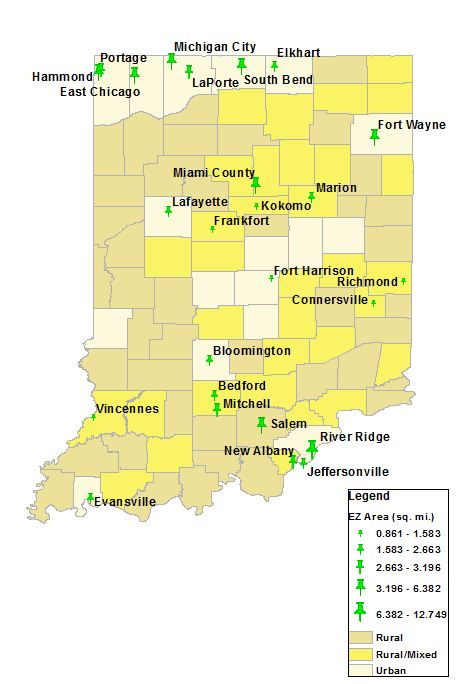 Michigan City
Portage
Elkhart
Hammond
LaPorte
South Bend
East Chicago
Fort Wayne
Miami County
Marion
Lafayette
Kokomo
Frankfort
Fort Harrison
Richmond
Connersville
Bloomington
Bedford
Vincennes
Mitchell
Salem
River Ridge
New Albany
Jeffersonville
Evansville
Legend
EZ Area (sq. mi.)
0.861 - 1.583
1.583 - 2.663
2.663 - 3.196
3.196 - 6.382
6.382 - 12.749
Rural
Rural/Mixed
Urban